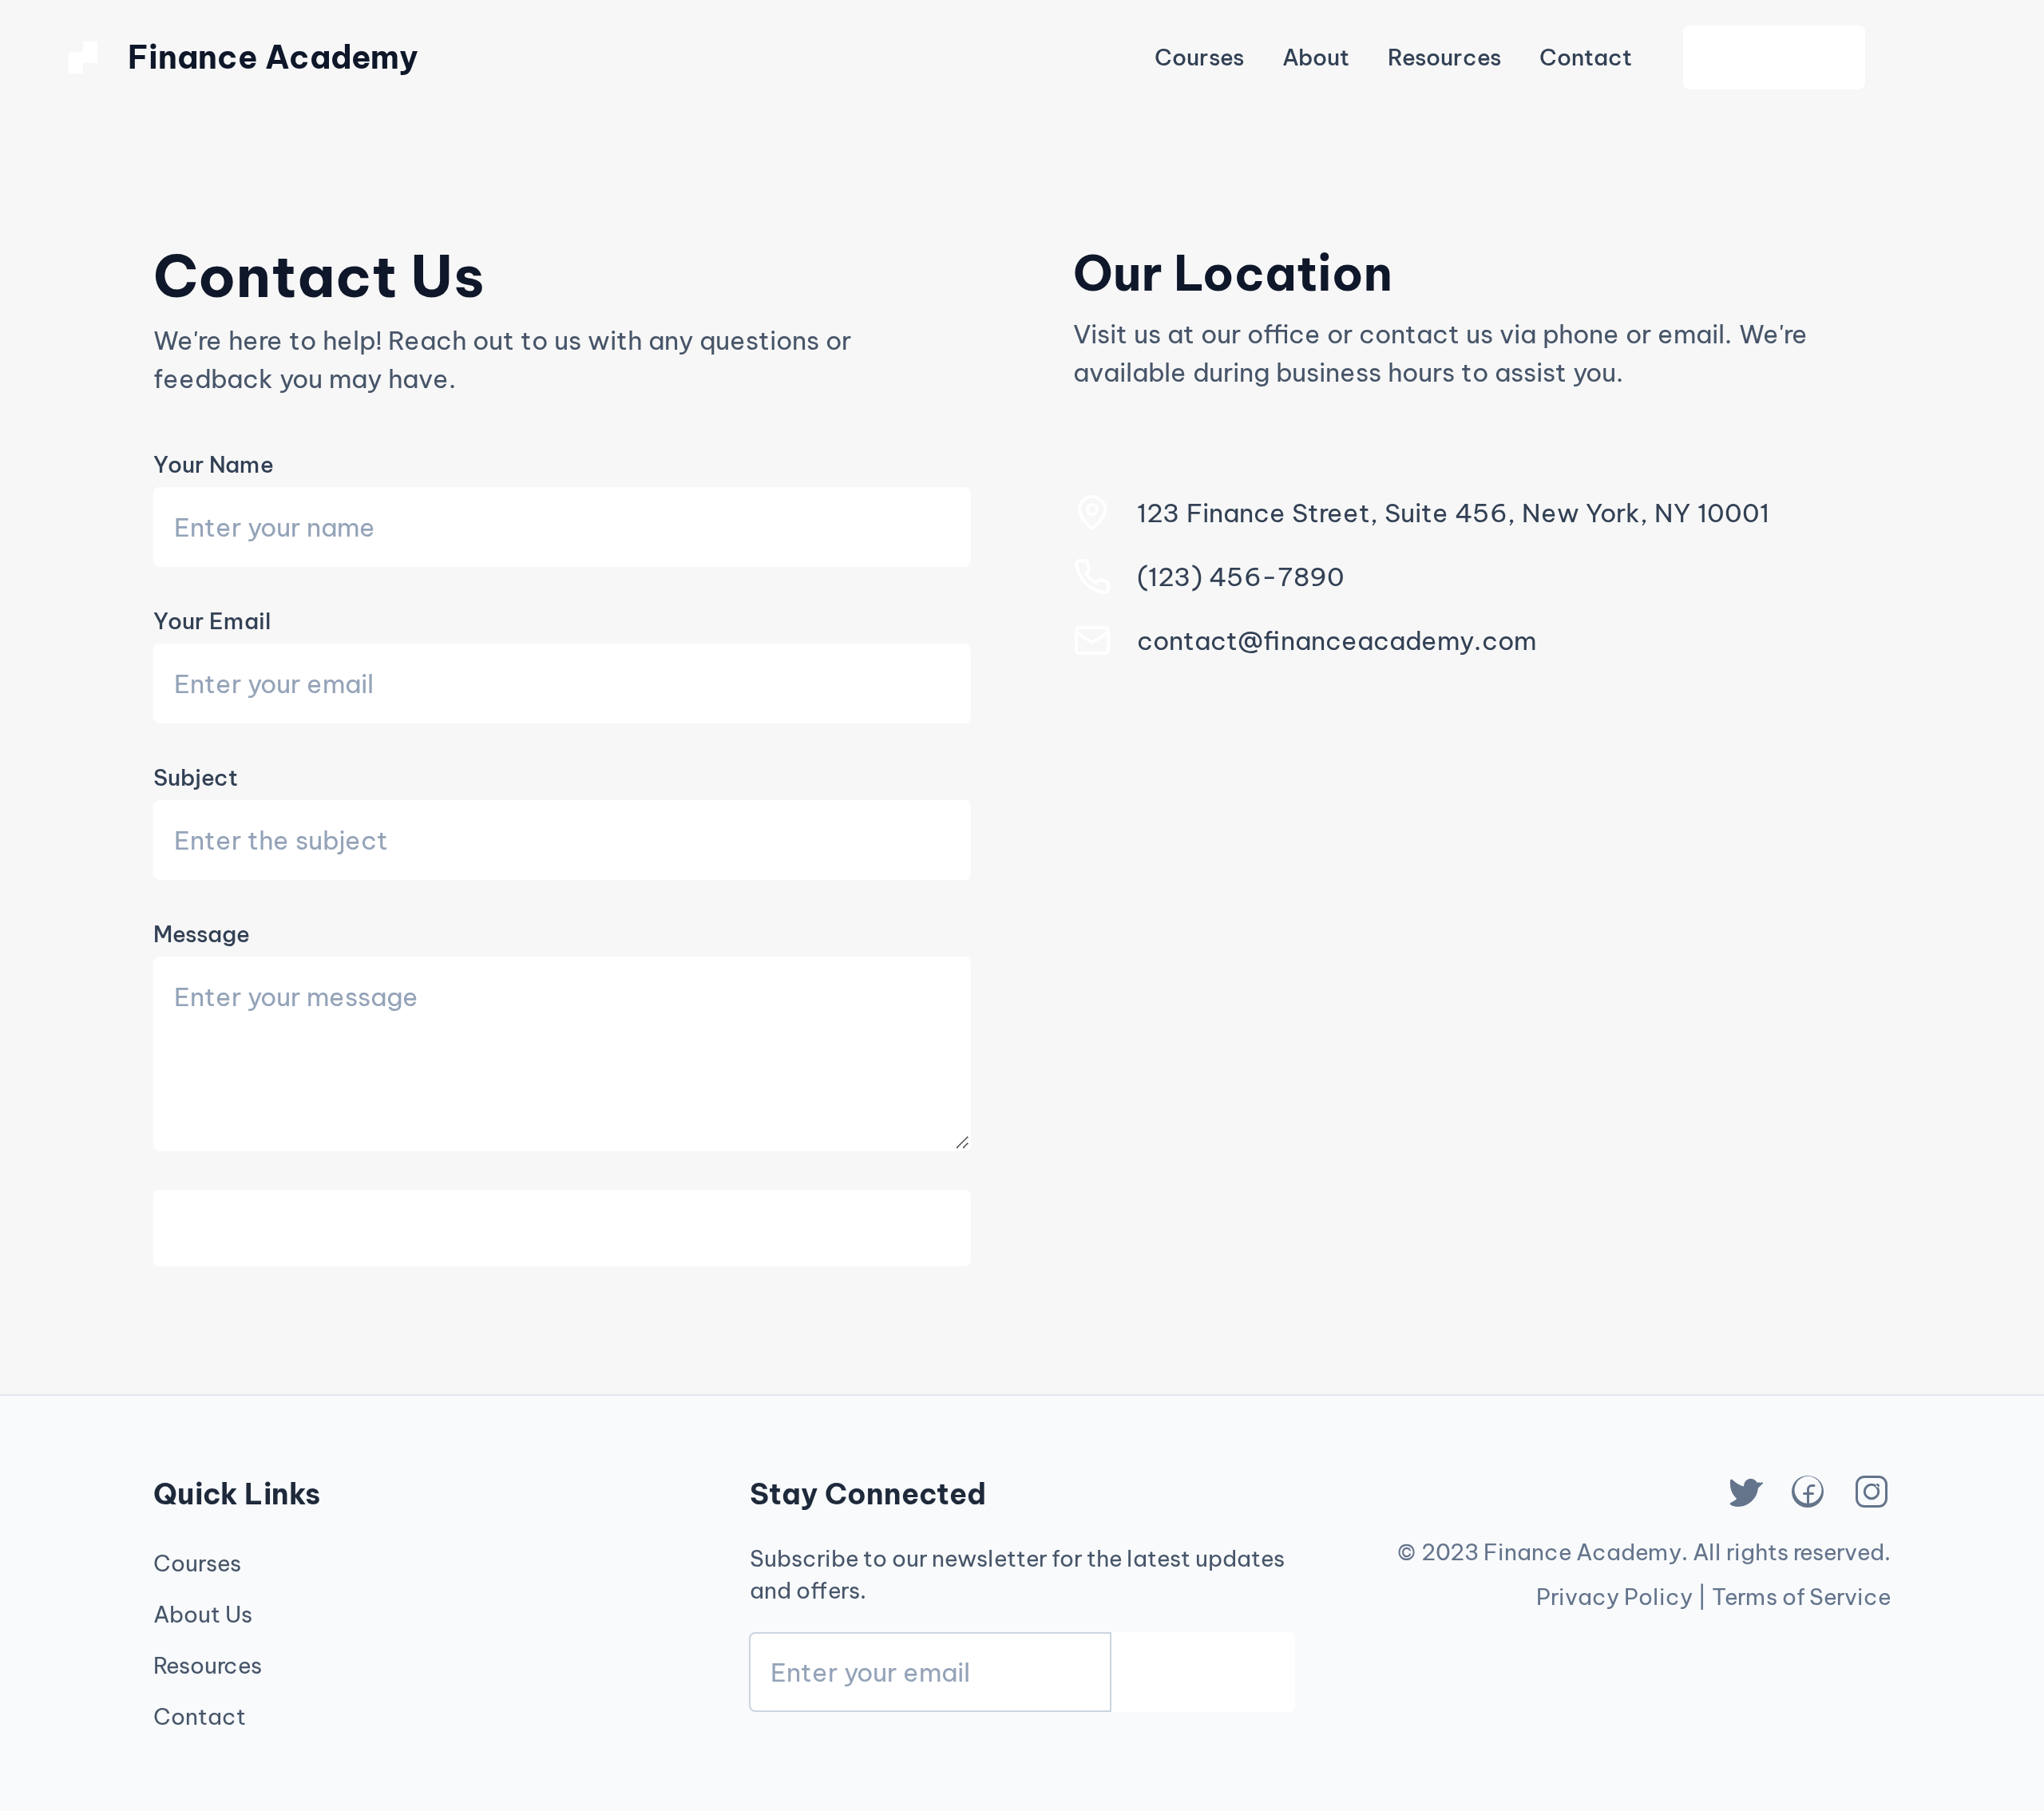 Finance Academy
Courses
About
Resources
Contact
Contact Us
We're here to help! Reach out to us with any questions or
feedback you may have.
Your Name
Enter your name
Your Email
Enter your email
Subject
Enter the subject
Message
Enter your message
Our Location
Visit us at our office or contact us via phone or email. We're
available during business hours to assist you.
123 Finance Street, Suite 456, New York, NY 10001
(123) 456-7890
contact@financeacademy.com
Quick Links
Courses
About Us
Resources
Contact
Stay Connected
Subscribe to our newsletter for the latest updates
and offers.
Enter your email
© 2023 Finance Academy. All rights reserved.
Privacy Policy | Terms of Service